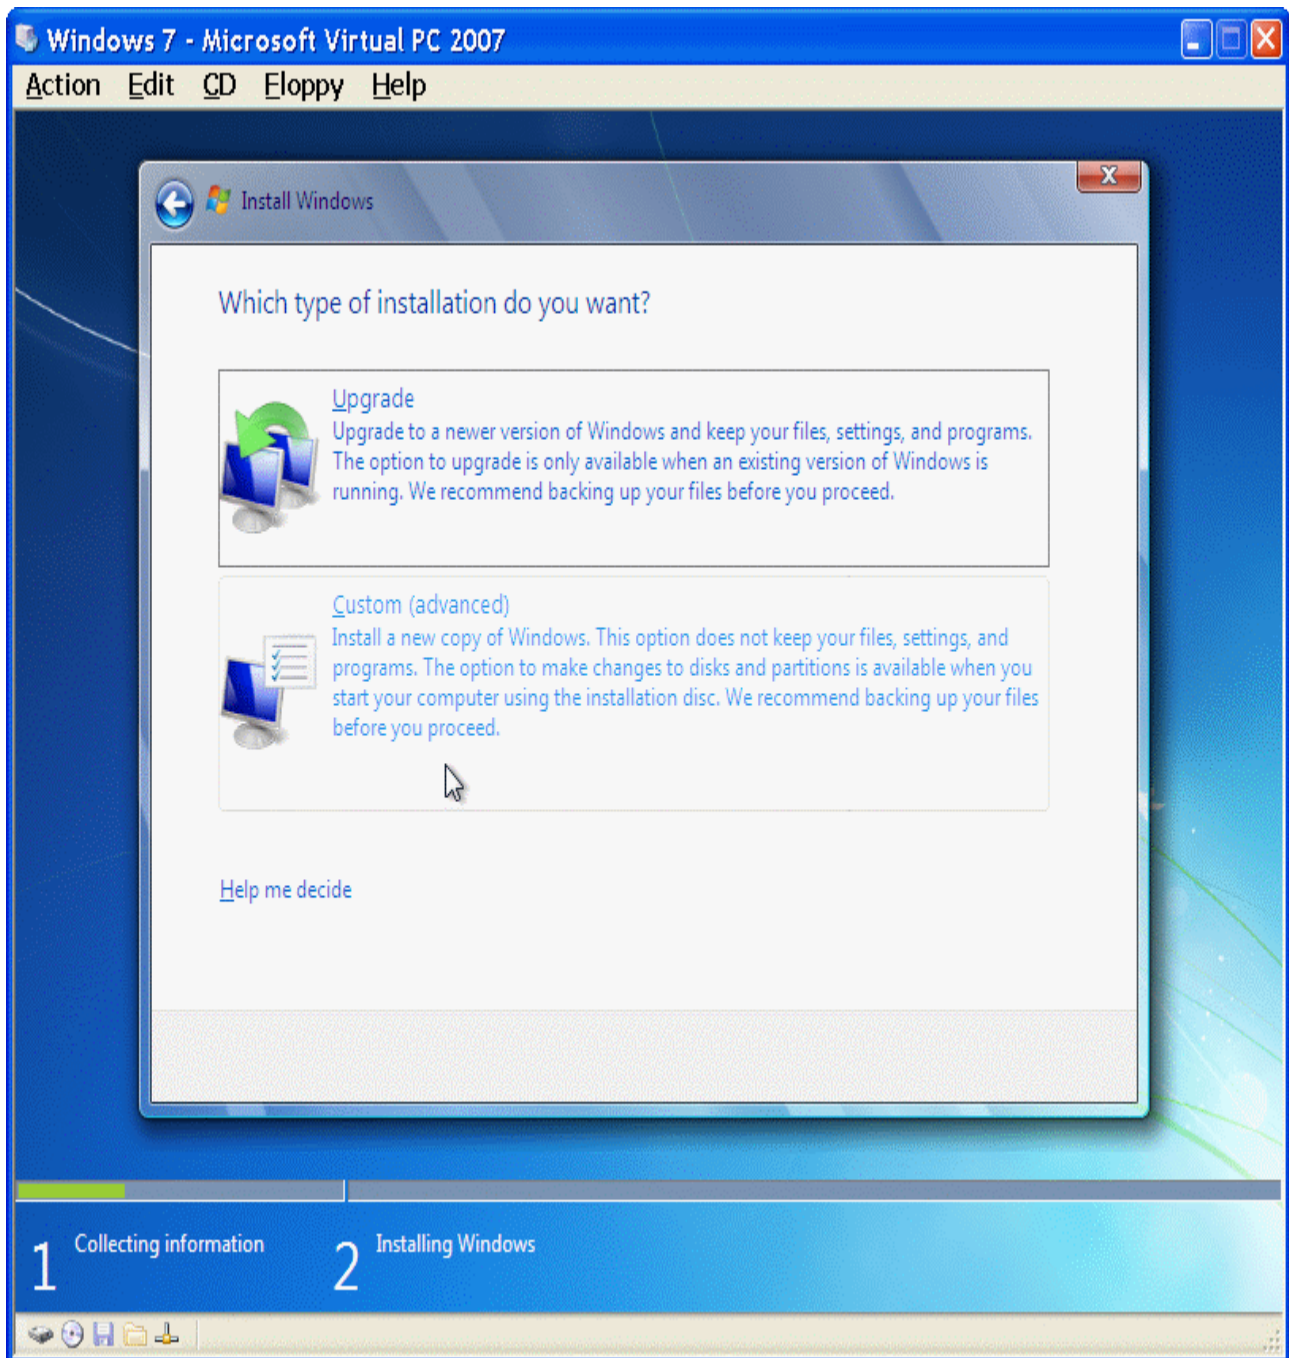 Windows 7 - Microsoft Virtual PC 2007
Action Edit CD Floppy Help
Install Windows
Which type of installation do you want?
Upgrade
Upgrade to a newer version of Windows and keep your files, settings, and programs.
The option to upgrade is only available when an existing version of Windows is
running. We recommend backing up your files before you proceed.
Custom (advanced)
Install a new copy of Windows. This option does not keep your files, settings, and
programs. The option to make changes to disks and partitions is available when you
start your computer using the installation disc. We recommend backing up your files
before you proceed.
Help me decide
1 Collecting information 2 Installing Windows